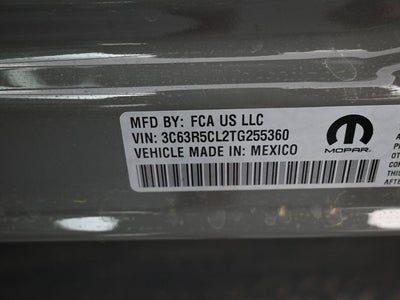 MFD BY: FCA US LLC
VIN: 3C63R5CL2TG255360
VEHICLE MADE IN: MEXICO
MOPAR